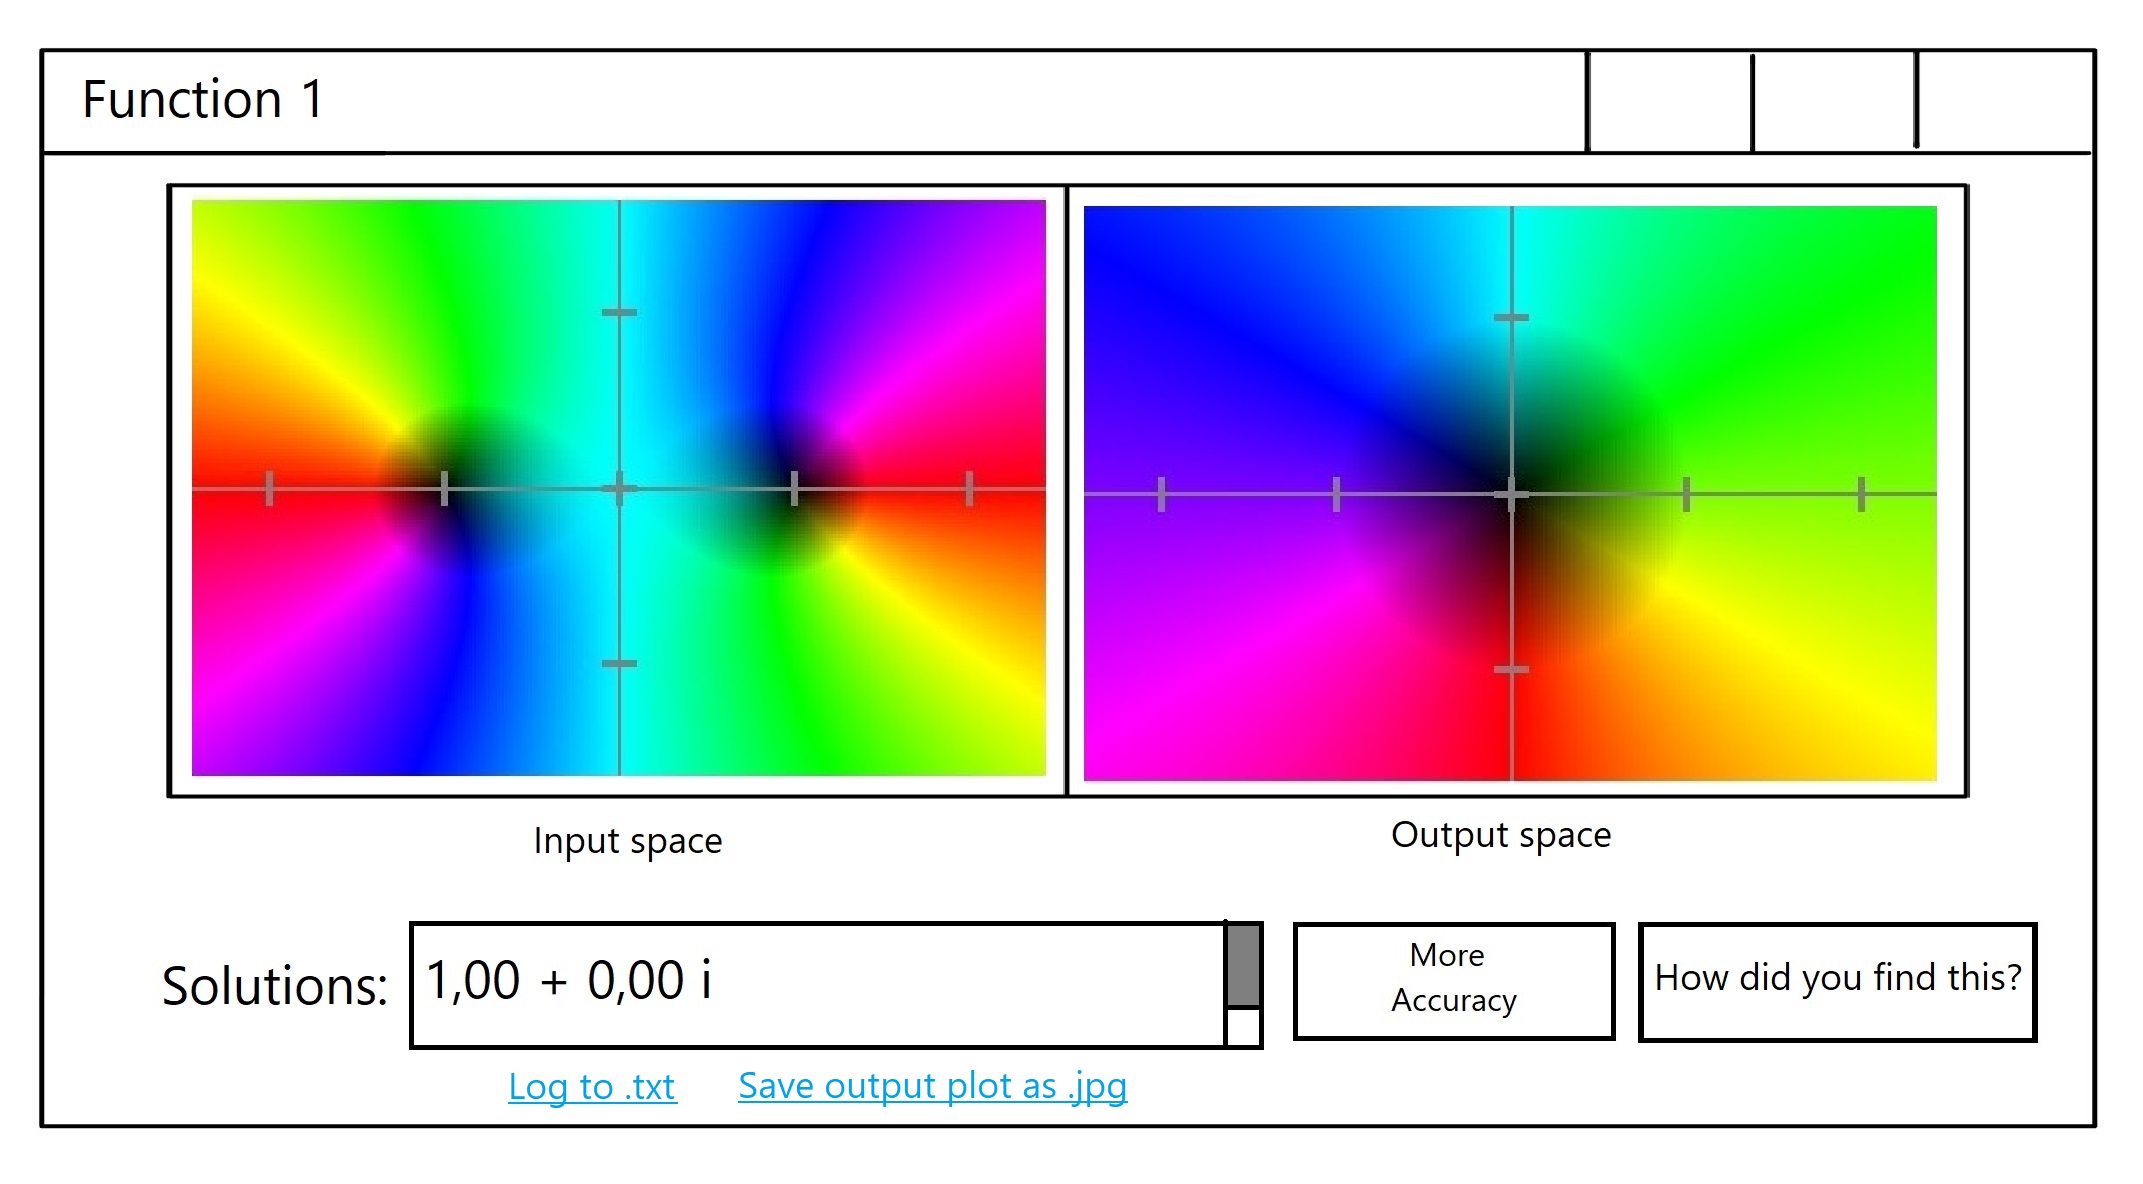 Function 1
Input space
Output space
Solutions:
1,00 + 0,00 i
More
Accuracy
How did you find this?
Log to .txt
Save output plot as .jpg